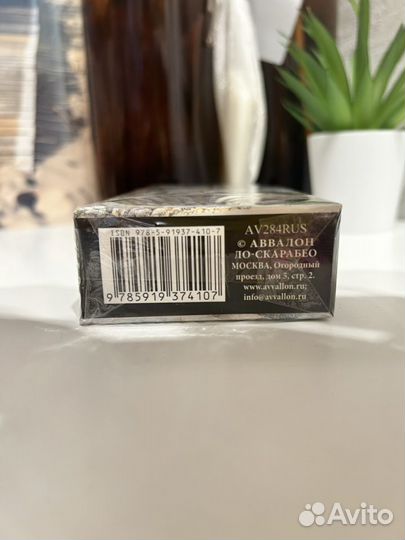 ISBN 978-5-91937-410-7
9 785919 374107
AV284RUS
© АВВАЛОН
ЛО-СКАРАБЕО
МОСКВА, Огородный
проезд, дом 5, стр. 2.
www.avvallon.ru;
info@avvallon.ru
Avito